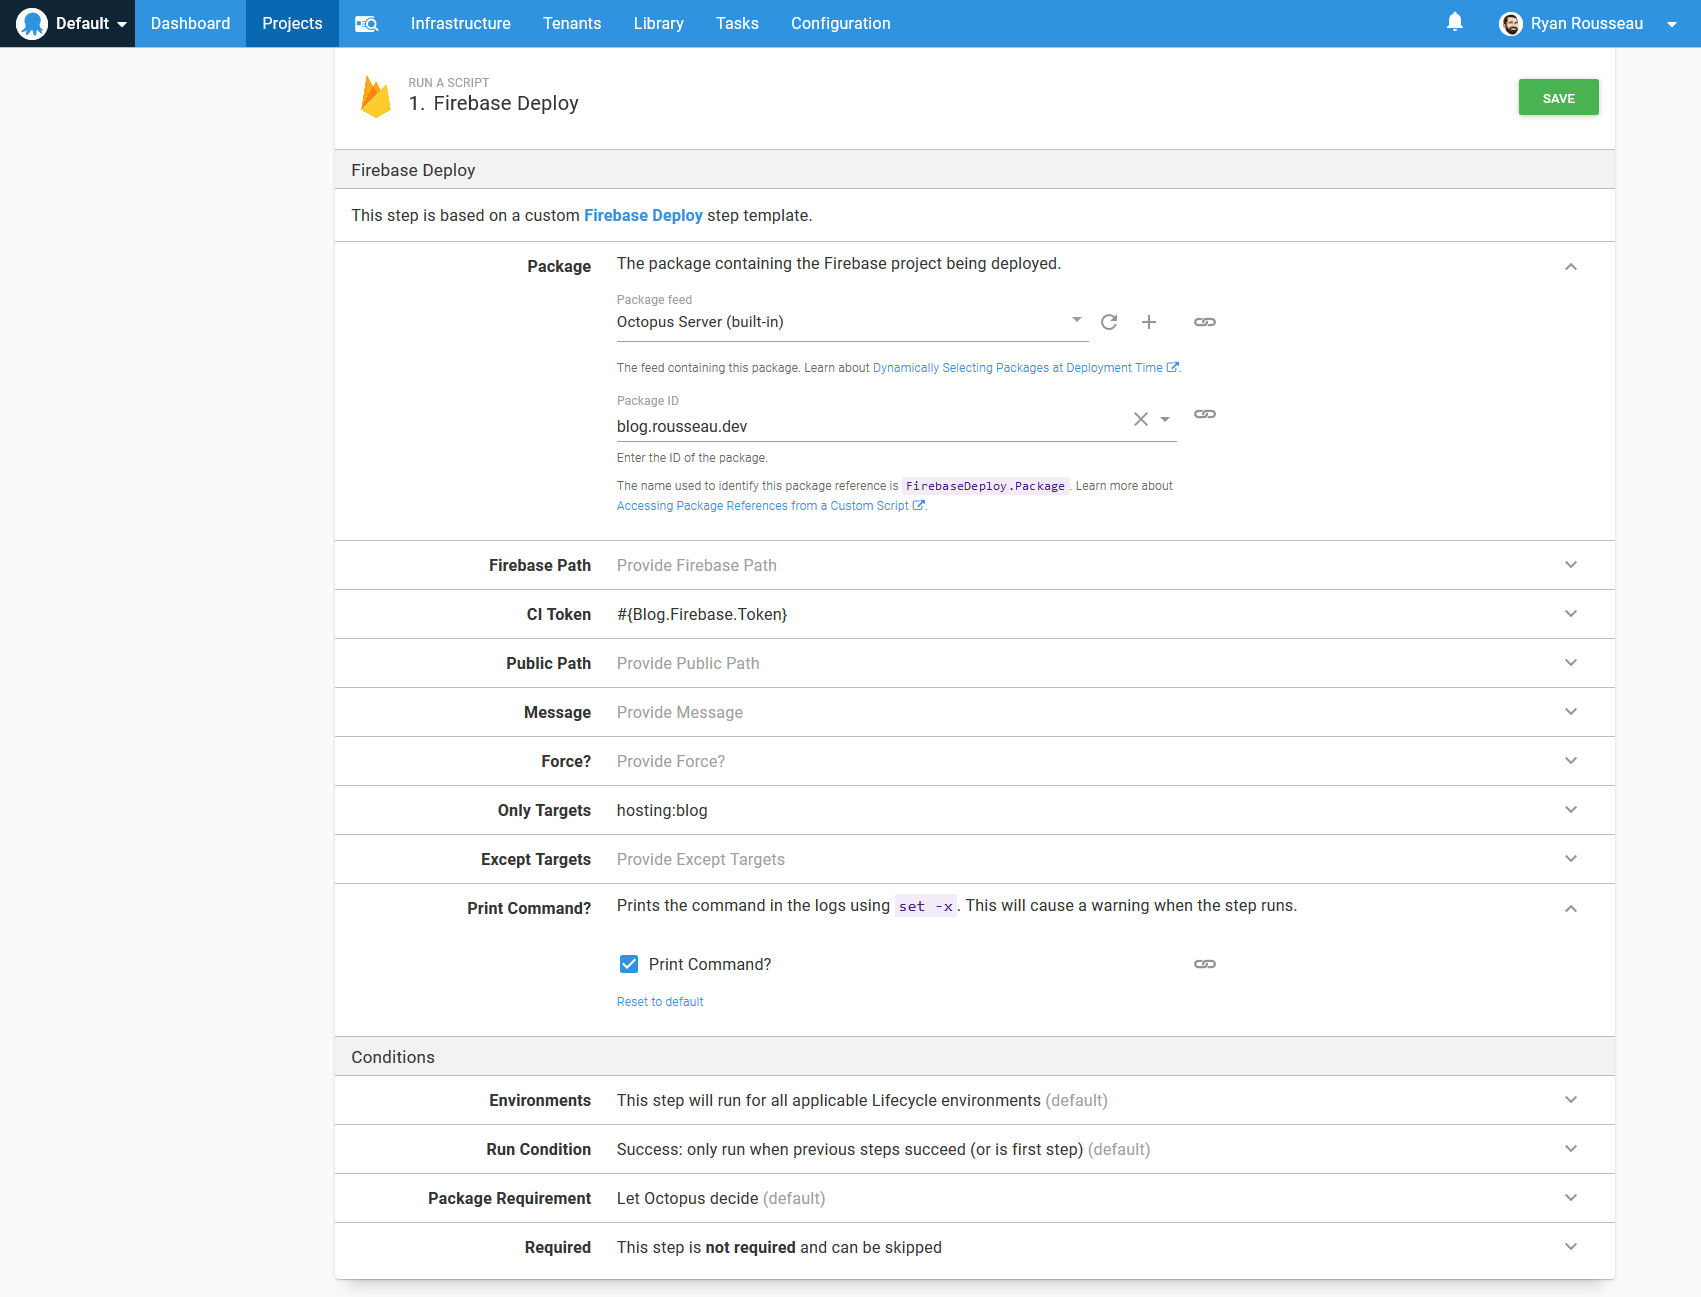 Default Dashboard Projects Infrastructure Tenants Library Tasks Configuration Ryan Rousseau
RUN A SCRIPT
1. Firebase Deploy
SAVE
Firebase Deploy
This step is based on a custom Firebase Deploy step template.
Package The package containing the Firebase project being deployed.
Package feed
Octopus Server (built-in)
The feed containing this package. Learn about Dynamically Selecting Packages at Deployment Time.
Package ID
blog.rousseau.dev
Enter the ID of the package.
The name used to identify this package reference is FirebaseDeploy.Package. Learn more about
Accessing Package References from a Custom Script.
Firebase Path Provide Firebase Path
CI Token #{Blog.Firebase.Token}
Public Path Provide Public Path
Message Provide Message
Force? Provide Force?
Only Targets hosting:blog
Except Targets Provide Except Targets
Print Command? Prints the command in the logs using set -x. This will cause a warning when the step runs.
Print Command?
Reset to default
Conditions
Environments This step will run for all applicable Lifecycle environments (default)
Run Condition Success: only run when previous steps succeed (or is first step) (default)
Package Requirement Let Octopus decide (default)
Required This step is not required and can be skipped